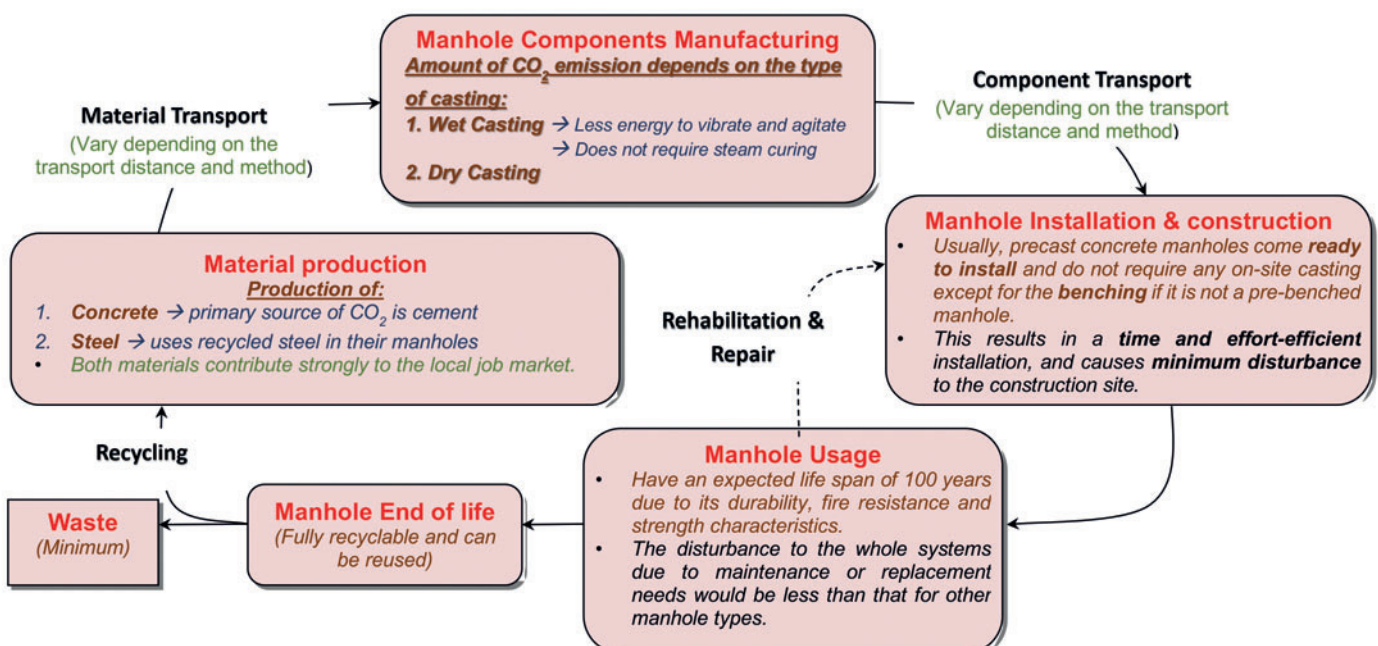 Manhole Components Manufacturing
Amount of CO2 emission depends on the type
of casting:
1. Wet Casting → Less energy to vibrate and agitate
→ Does not require steam curing
2. Dry Casting
Material Transport
(Vary depending on the
transport distance and method)
Component Transport
(Vary depending on the transport
distance and method)
Material production
Production of:
1. Concrete → primary source of CO2 is cement
2. Steel → uses recycled steel in their manholes
• Both materials contribute strongly to the local job market.
Manhole Installation & construction
• Usually, precast concrete manholes come ready
to install and do not require any on-site casting
except for the benching if it is not a pre-benched
manhole.
• This results in a time and effort-efficient
installation, and causes minimum disturbance
to the construction site.
Rehabilitation &
Repair
Recycling
Manhole Usage
• Have an expected life span of 100 years
due to its durability, fire resistance and
strength characteristics.
• The disturbance to the whole systems
due to maintenance or replacement
needs would be less than that for other
manhole types.
Manhole End of life
(Fully recyclable and can
be reused)
Waste
(Minimum)